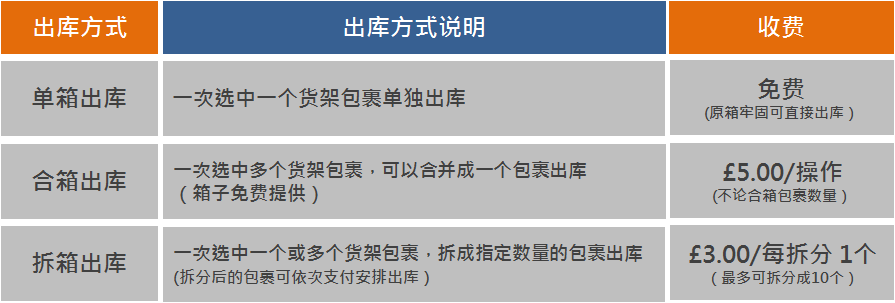 出库方式
出库方式说明
收费
单箱出库
一次选中一个货架包裹单独出库
免费
(原箱牢固可直接出库)
合箱出库
一次选中多个货架包裹,可以合并成一个包裹出库
(箱子免费提供)
£5.00/操作
(不论合箱包裹数量)
拆箱出库
一次选中一个或多个货架包裹,拆成指定数量的包裹出库
(拆分后的包裹可依次支付安排出库)
£3.00/每拆分 1个
(最多可拆分成10个)